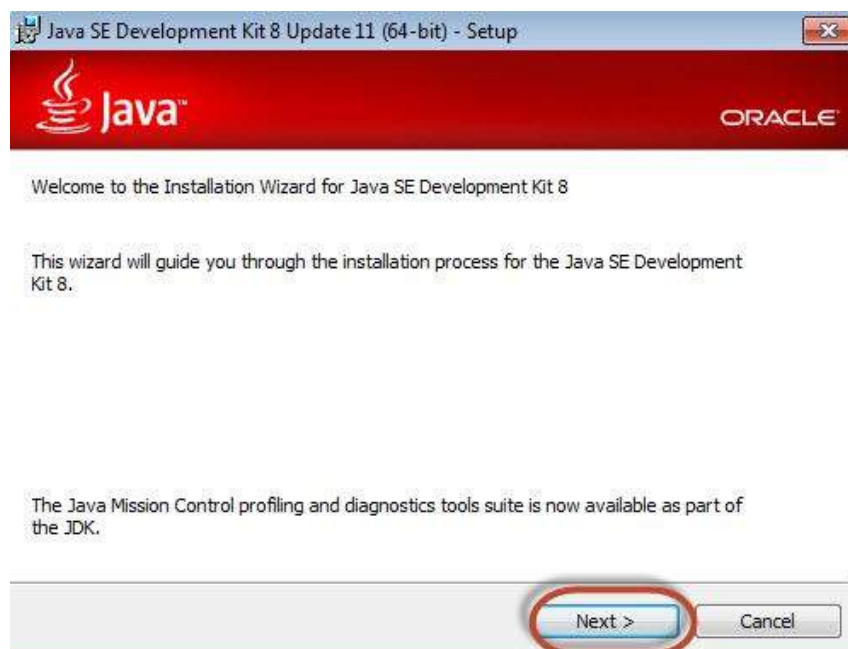 Java SE Development Kit 8 Update 11 (64-bit) - Setup
Java™
ORACLE
Welcome to the Installation Wizard for Java SE Development Kit 8
This wizard will guide you through the installation process for the Java SE Development
Kit 8.
The Java Mission Control profiling and diagnostics tools suite is now available as part of
the JDK.
Next >
Cancel